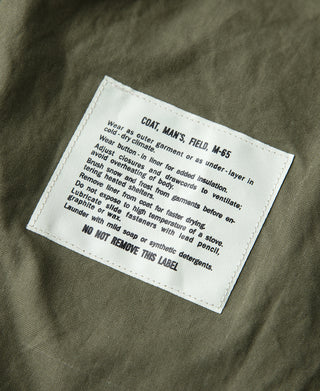 COAT, MAN'S, FIELD, M-65
Wear as outer garment or as under-layer in
cold-dry climate.
Wear button-in liner for added insulation.
Adjust closures and drawcords to ventilate;
avoid overheating of body.
Brush snow and frost from garments before en-
tering heated shelters.
Remove liner from coat for faster drying.
Do not expose to high temperature of a stove.
Lubricate slide fasteners with lead pencil,
graphite or wax.
Launder with mild soap or synthetic detergents.
NO NOT REMOVE THIS LABEL